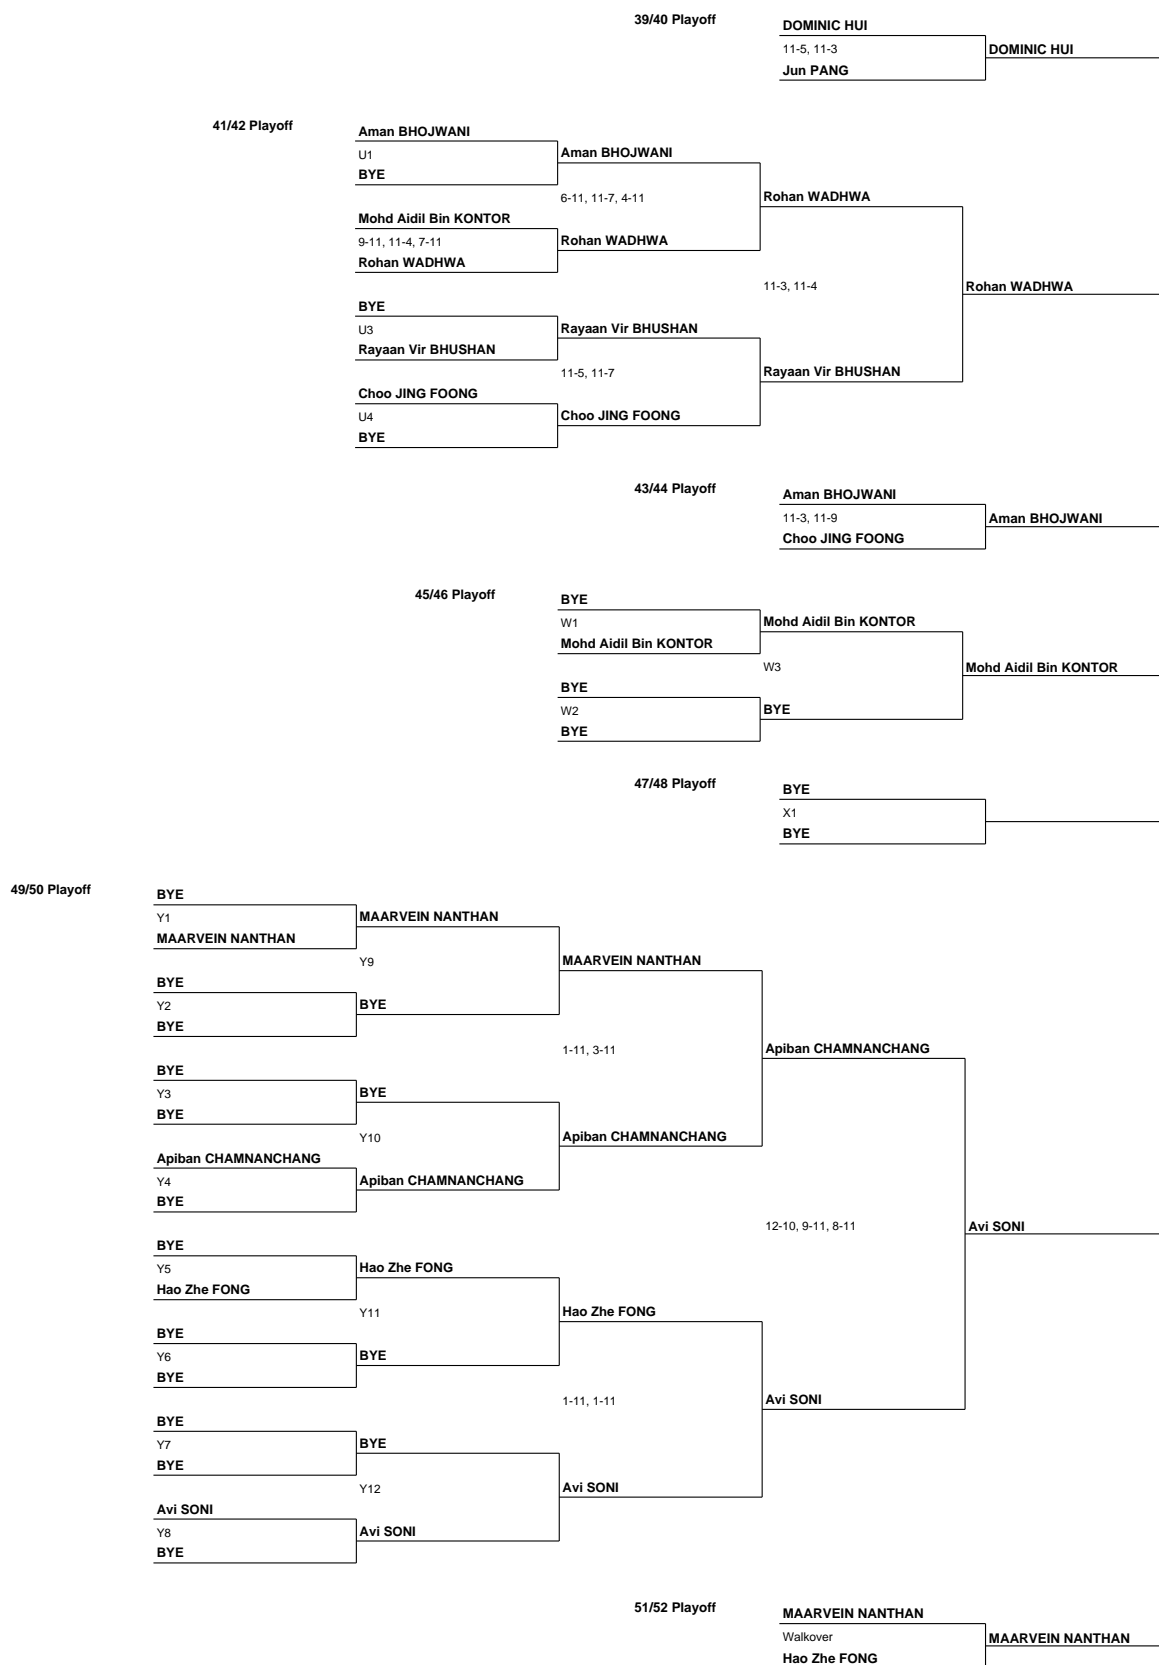 39/40 Playoff
DOMINIC HUI
11-5, 11-3
DOMINIC HUI
Jun PANG
41/42 Playoff
Aman BHOJWANI
U1
Aman BHOJWANI
BYE
6-11, 11-7, 4-11
Rohan WADHWA
Mohd Aidil Bin KONTOR
9-11, 11-4, 7-11
Rohan WADHWA
Rohan WADHWA
11-3, 11-4
Rohan WADHWA
BYE
U3
Rayaan Vir BHUSHAN
Rayaan Vir BHUSHAN
11-5, 11-7
Rayaan Vir BHUSHAN
Choo JING FOONG
U4
Choo JING FOONG
BYE
43/44 Playoff
Aman BHOJWANI
11-3, 11-9
Aman BHOJWANI
Choo JING FOONG
45/46 Playoff
BYE
W1
Mohd Aidil Bin KONTOR
Mohd Aidil Bin KONTOR
W3
Mohd Aidil Bin KONTOR
BYE
W2
BYE
BYE
47/48 Playoff
BYE
X1
BYE
49/50 Playoff
BYE
Y1
MAARVEIN NANTHAN
MAARVEIN NANTHAN
Y9
MAARVEIN NANTHAN
BYE
Y2
BYE
BYE
1-11, 3-11
Apiban CHAMNANCHANG
BYE
Y3
BYE
BYE
Y10
Apiban CHAMNANCHANG
Apiban CHAMNANCHANG
Y4
Apiban CHAMNANCHANG
BYE
12-10, 9-11, 8-11
Avi SONI
BYE
Y5
Hao Zhe FONG
Hao Zhe FONG
Y11
Hao Zhe FONG
BYE
Y6
BYE
BYE
1-11, 1-11
Avi SONI
BYE
Y7
BYE
BYE
Y12
Avi SONI
Avi SONI
Y8
Avi SONI
BYE
51/52 Playoff
MAARVEIN NANTHAN
Walkover
MAARVEIN NANTHAN
Hao Zhe FONG